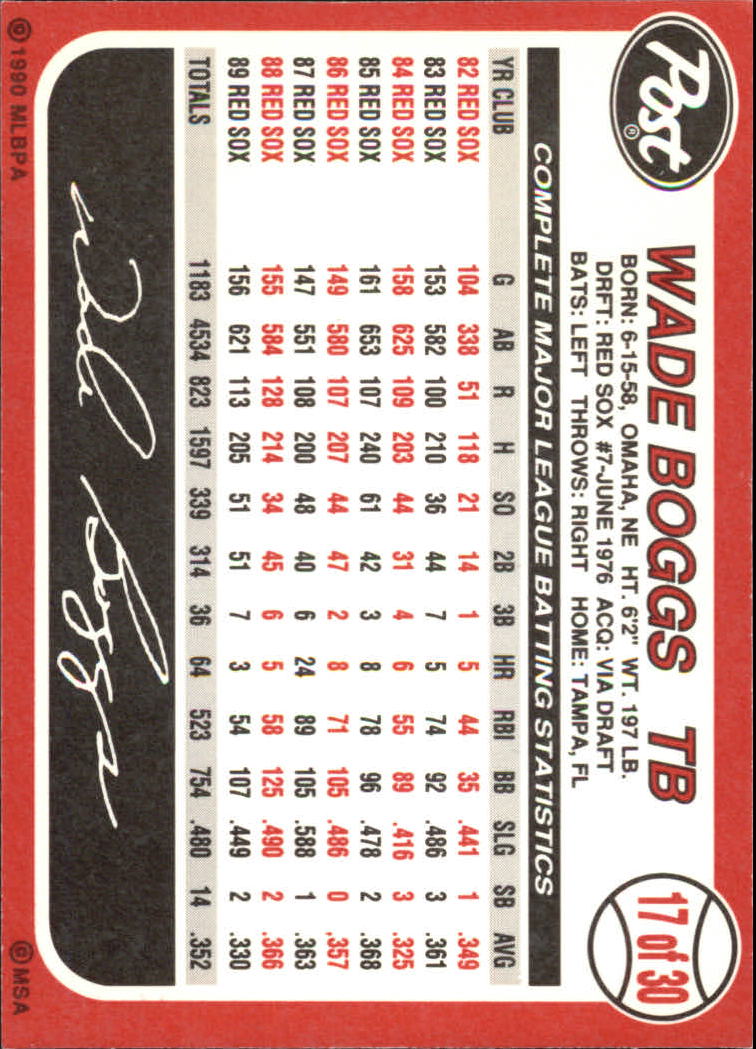 Post®
WADE BOGGS TB
17 of 30
BORN: 6-15-58, OMAHA, NE HT. 6'2" WT. 197 LB.
DRFT: RED SOX #7-JUNE 1976 ACQ: VIA DRAFT
BATS: LEFT THROWS: RIGHT HOME: TAMPA, FL
COMPLETE MAJOR LEAGUE BATTING STATISTICS
YR CLUB G AB R H SO 2B 3B HR RBI BB SLG SB AVG
82 RED SOX 104 338 51 118 21 14 1 5 44 35 .441 1 .349
83 RED SOX 153 582 100 210 36 44 7 5 74 92 .486 3 .361
84 RED SOX 158 625 109 203 44 31 4 6 55 89 .416 3 .325
85 RED SOX 161 653 107 240 61 42 3 8 78 96 .478 2 .368
86 RED SOX 149 580 107 207 44 47 2 8 71 105 .486 0 .357
87 RED SOX 147 551 108 200 48 40 6 24 89 105 .588 1 .363
88 RED SOX 155 584 128 214 34 45 6 5 58 125 .490 2 .366
89 RED SOX 156 621 113 205 51 51 7 3 54 107 .449 2 .330
TOTALS 1183 4534 823 1597 339 314 36 64 523 754 .480 14 .352
Wade Boggs
© 1990 MLBPA
© MSA